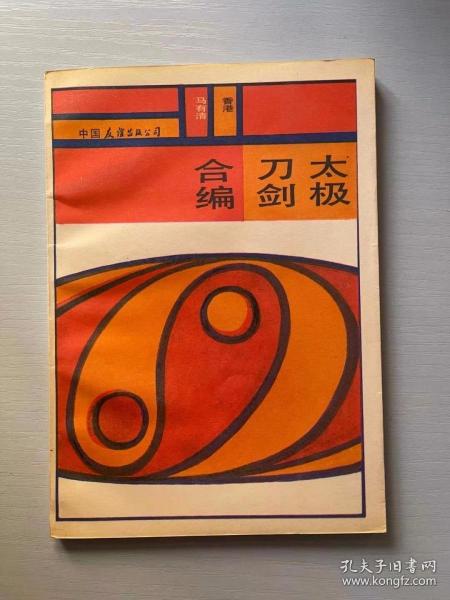 香港
马有清
中国友谊出版公司
太极
刀剑
合编
孔夫子旧书网
www.kongfz.com